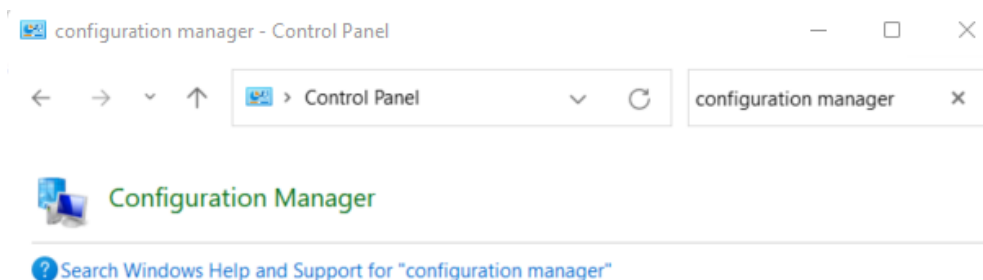 configuration manager - Control Panel
> Control Panel configuration manager
Configuration Manager
Search Windows Help and Support for "configuration manager"